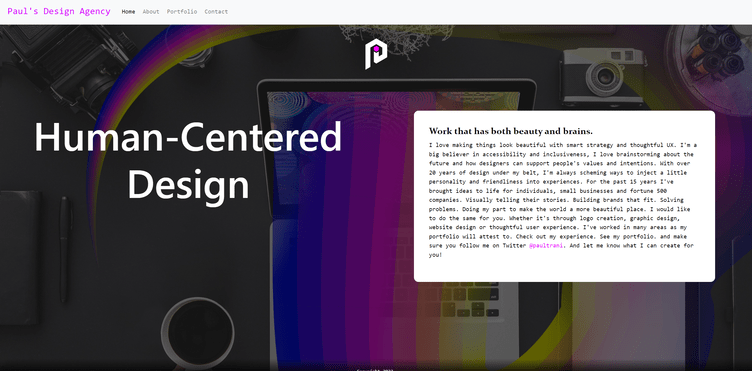 Paul's Design Agency Home About Portfolio Contact
Human-Centered
Design
Work that has both beauty and brains.
I love making things look beautiful with smart strategy and thoughtful UX. I'm a
big believer in accessibility and inclusiveness, I love brainstorming about the
future and how designers can support people's values and intentions. With over
20 years of design under my belt, I'm always scheming ways to inject a little
personality and friendliness into experiences. For the past 15 years I've
brought ideas to life for individuals, small businesses and fortune 500
companies. Visually telling their stories. Building brands that fit. Solving
problems. Doing my part to make the world a more beautiful place. I would like
to do the same for you. Whether it's through logo creation, graphic design,
website design or thoughtful user experience. I've worked in many areas as my
portfolio will attest to. Check out my experience. See my portfolio. and make
sure you follow me on Twitter @paultrani. And let me know what I can create for
you!